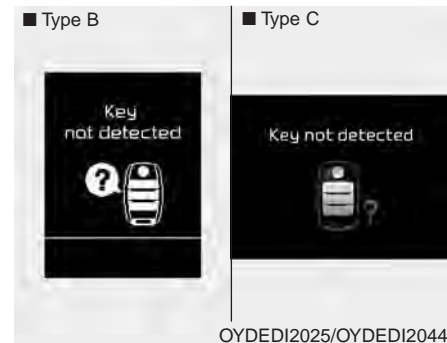 ■ Type B
■ Type C
Key
not detected
?
Key not detected
?
OYDEDI2025/OYDEDI2044